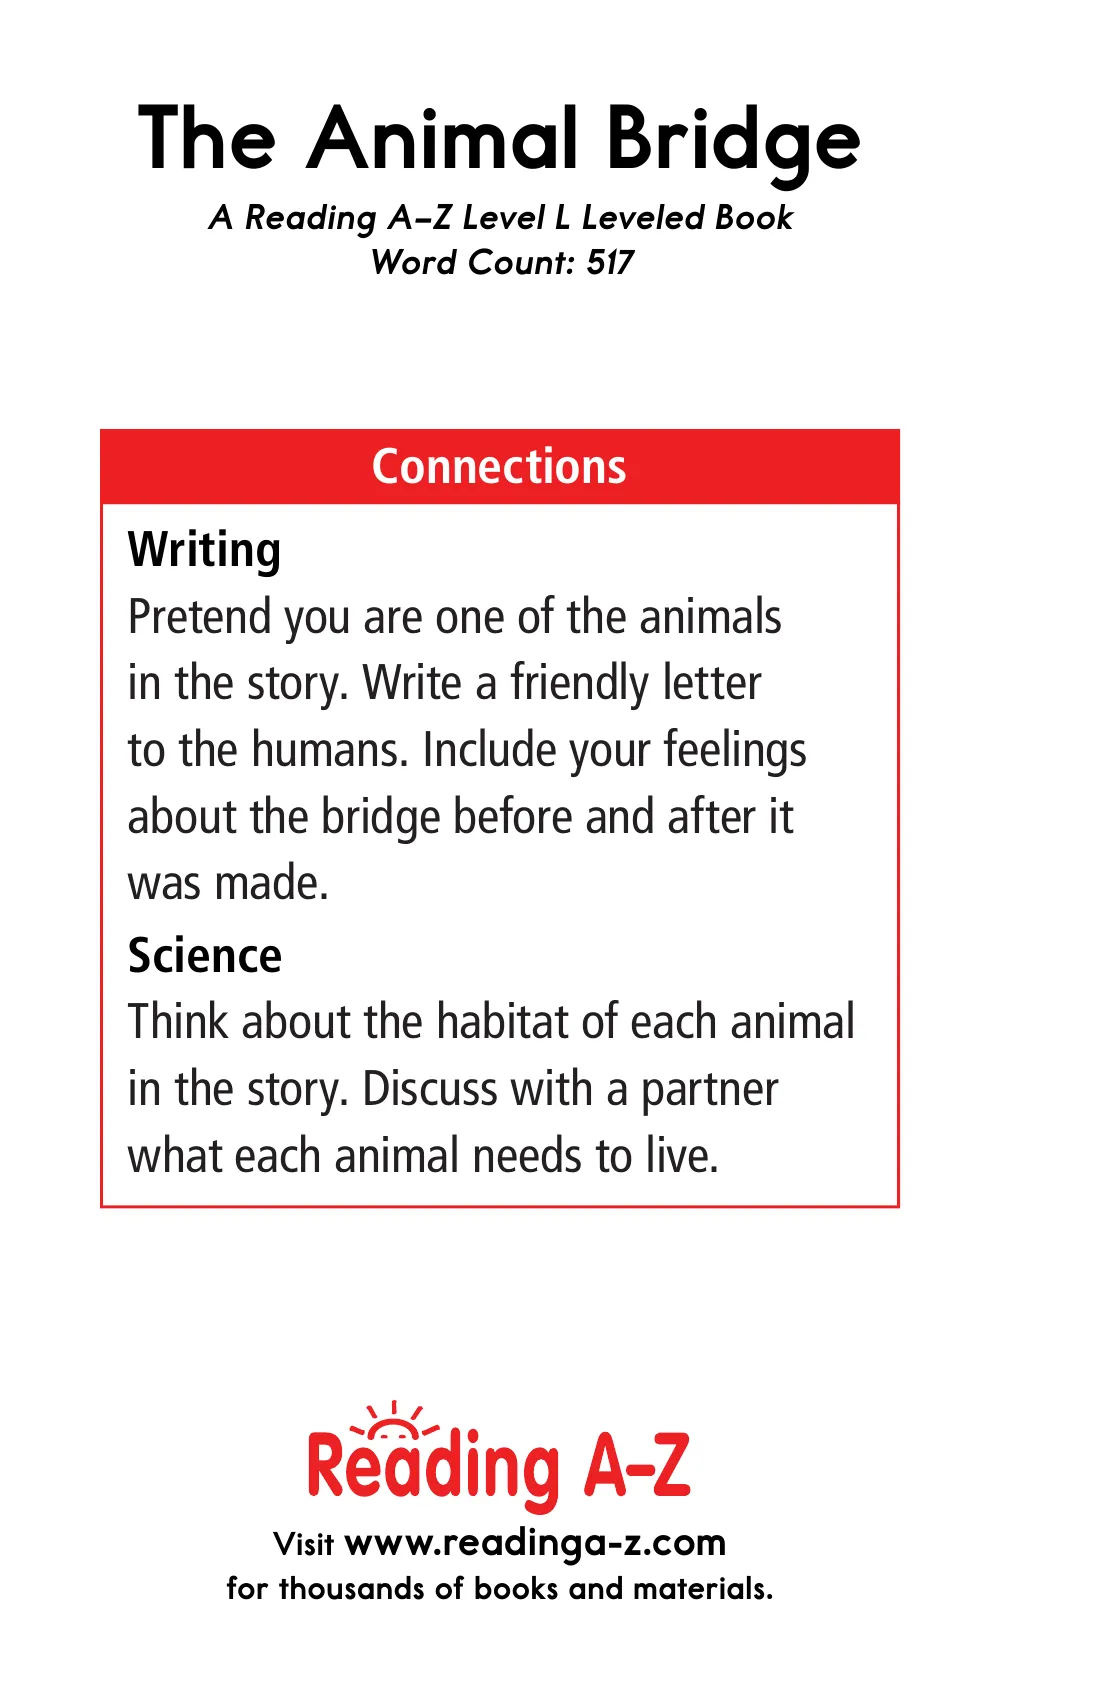 The Animal Bridge
A Reading A–Z Level L Leveled Book
Word Count: 517
Connections
Writing
Pretend you are one of the animals
in the story. Write a friendly letter
to the humans. Include your feelings
about the bridge before and after it
was made.
Science
Think about the habitat of each animal
in the story. Discuss with a partner
what each animal needs to live.
Reading A–Z
Visit www.readinga-z.com
for thousands of books and materials.